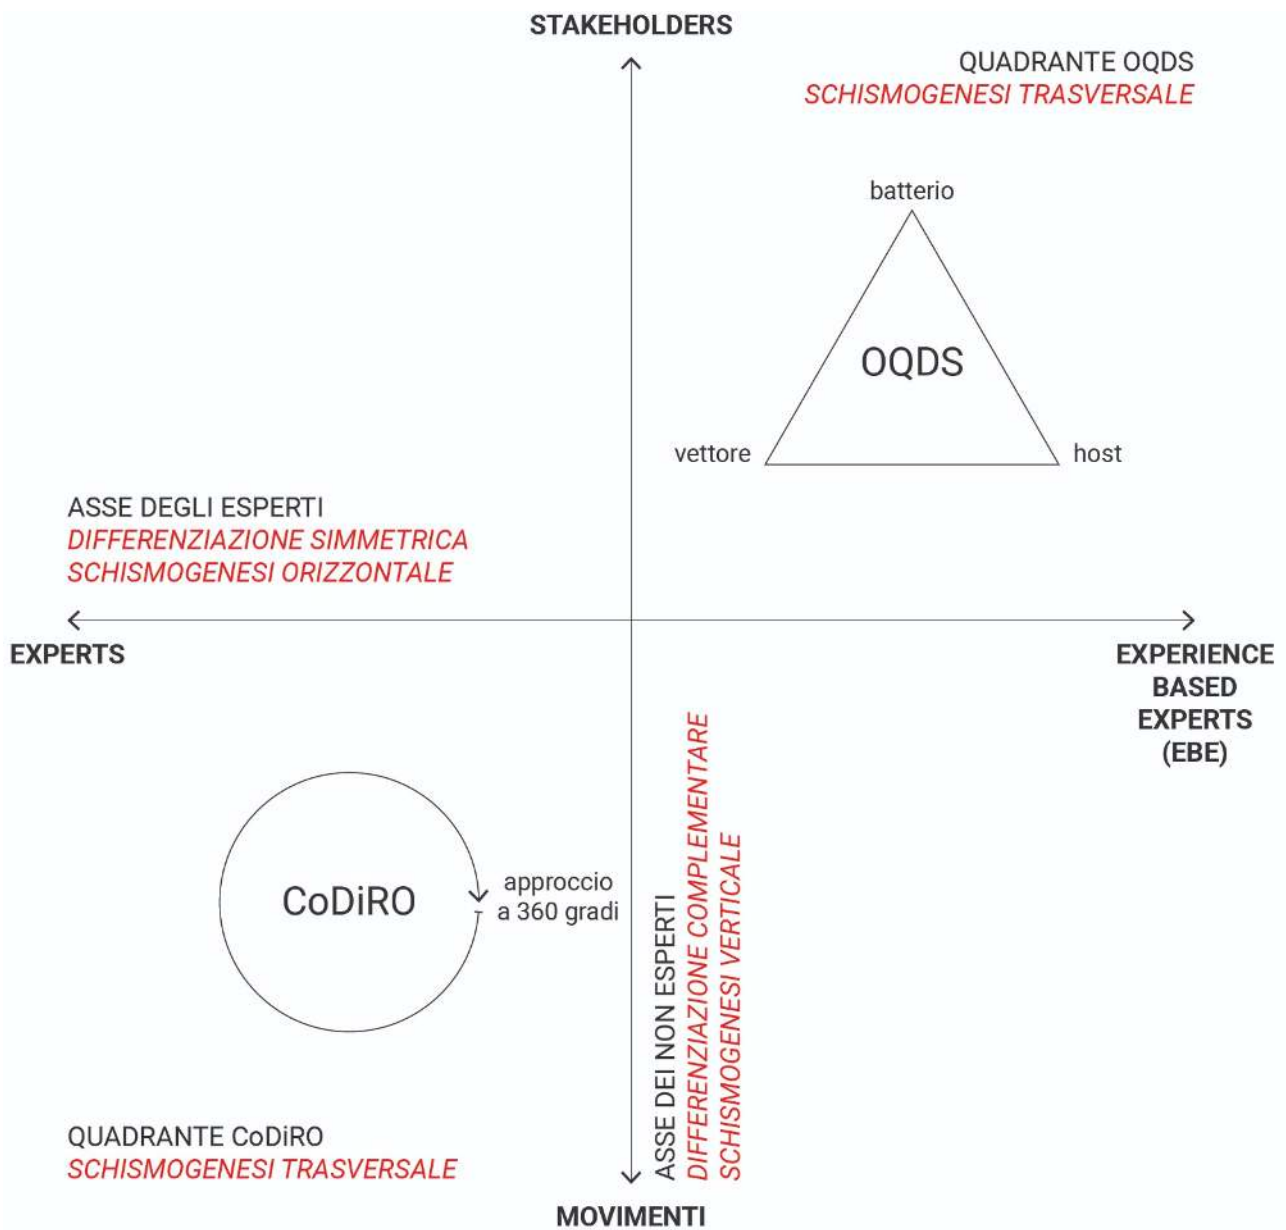 STAKEHOLDERS
QUADRANTE OQDS
SCHISMOGENESI TRASVERSALE
batterio
OQDS
vettore
host
ASSE DEGLI ESPERTI
DIFFERENZIAZIONE SIMMETRICA
SCHISMOGENESI ORIZZONTALE
EXPERTS
EXPERIENCE
BASED
EXPERTS
(EBE)
CoDiRO
approccio
a 360 gradi
ASSE DEI NON ESPERTI
DIFFERENZIAZIONE COMPLEMENTARE
SCHISMOGENESI VERTICALE
QUADRANTE CoDiRO
SCHISMOGENESI TRASVERSALE
MOVIMENTI